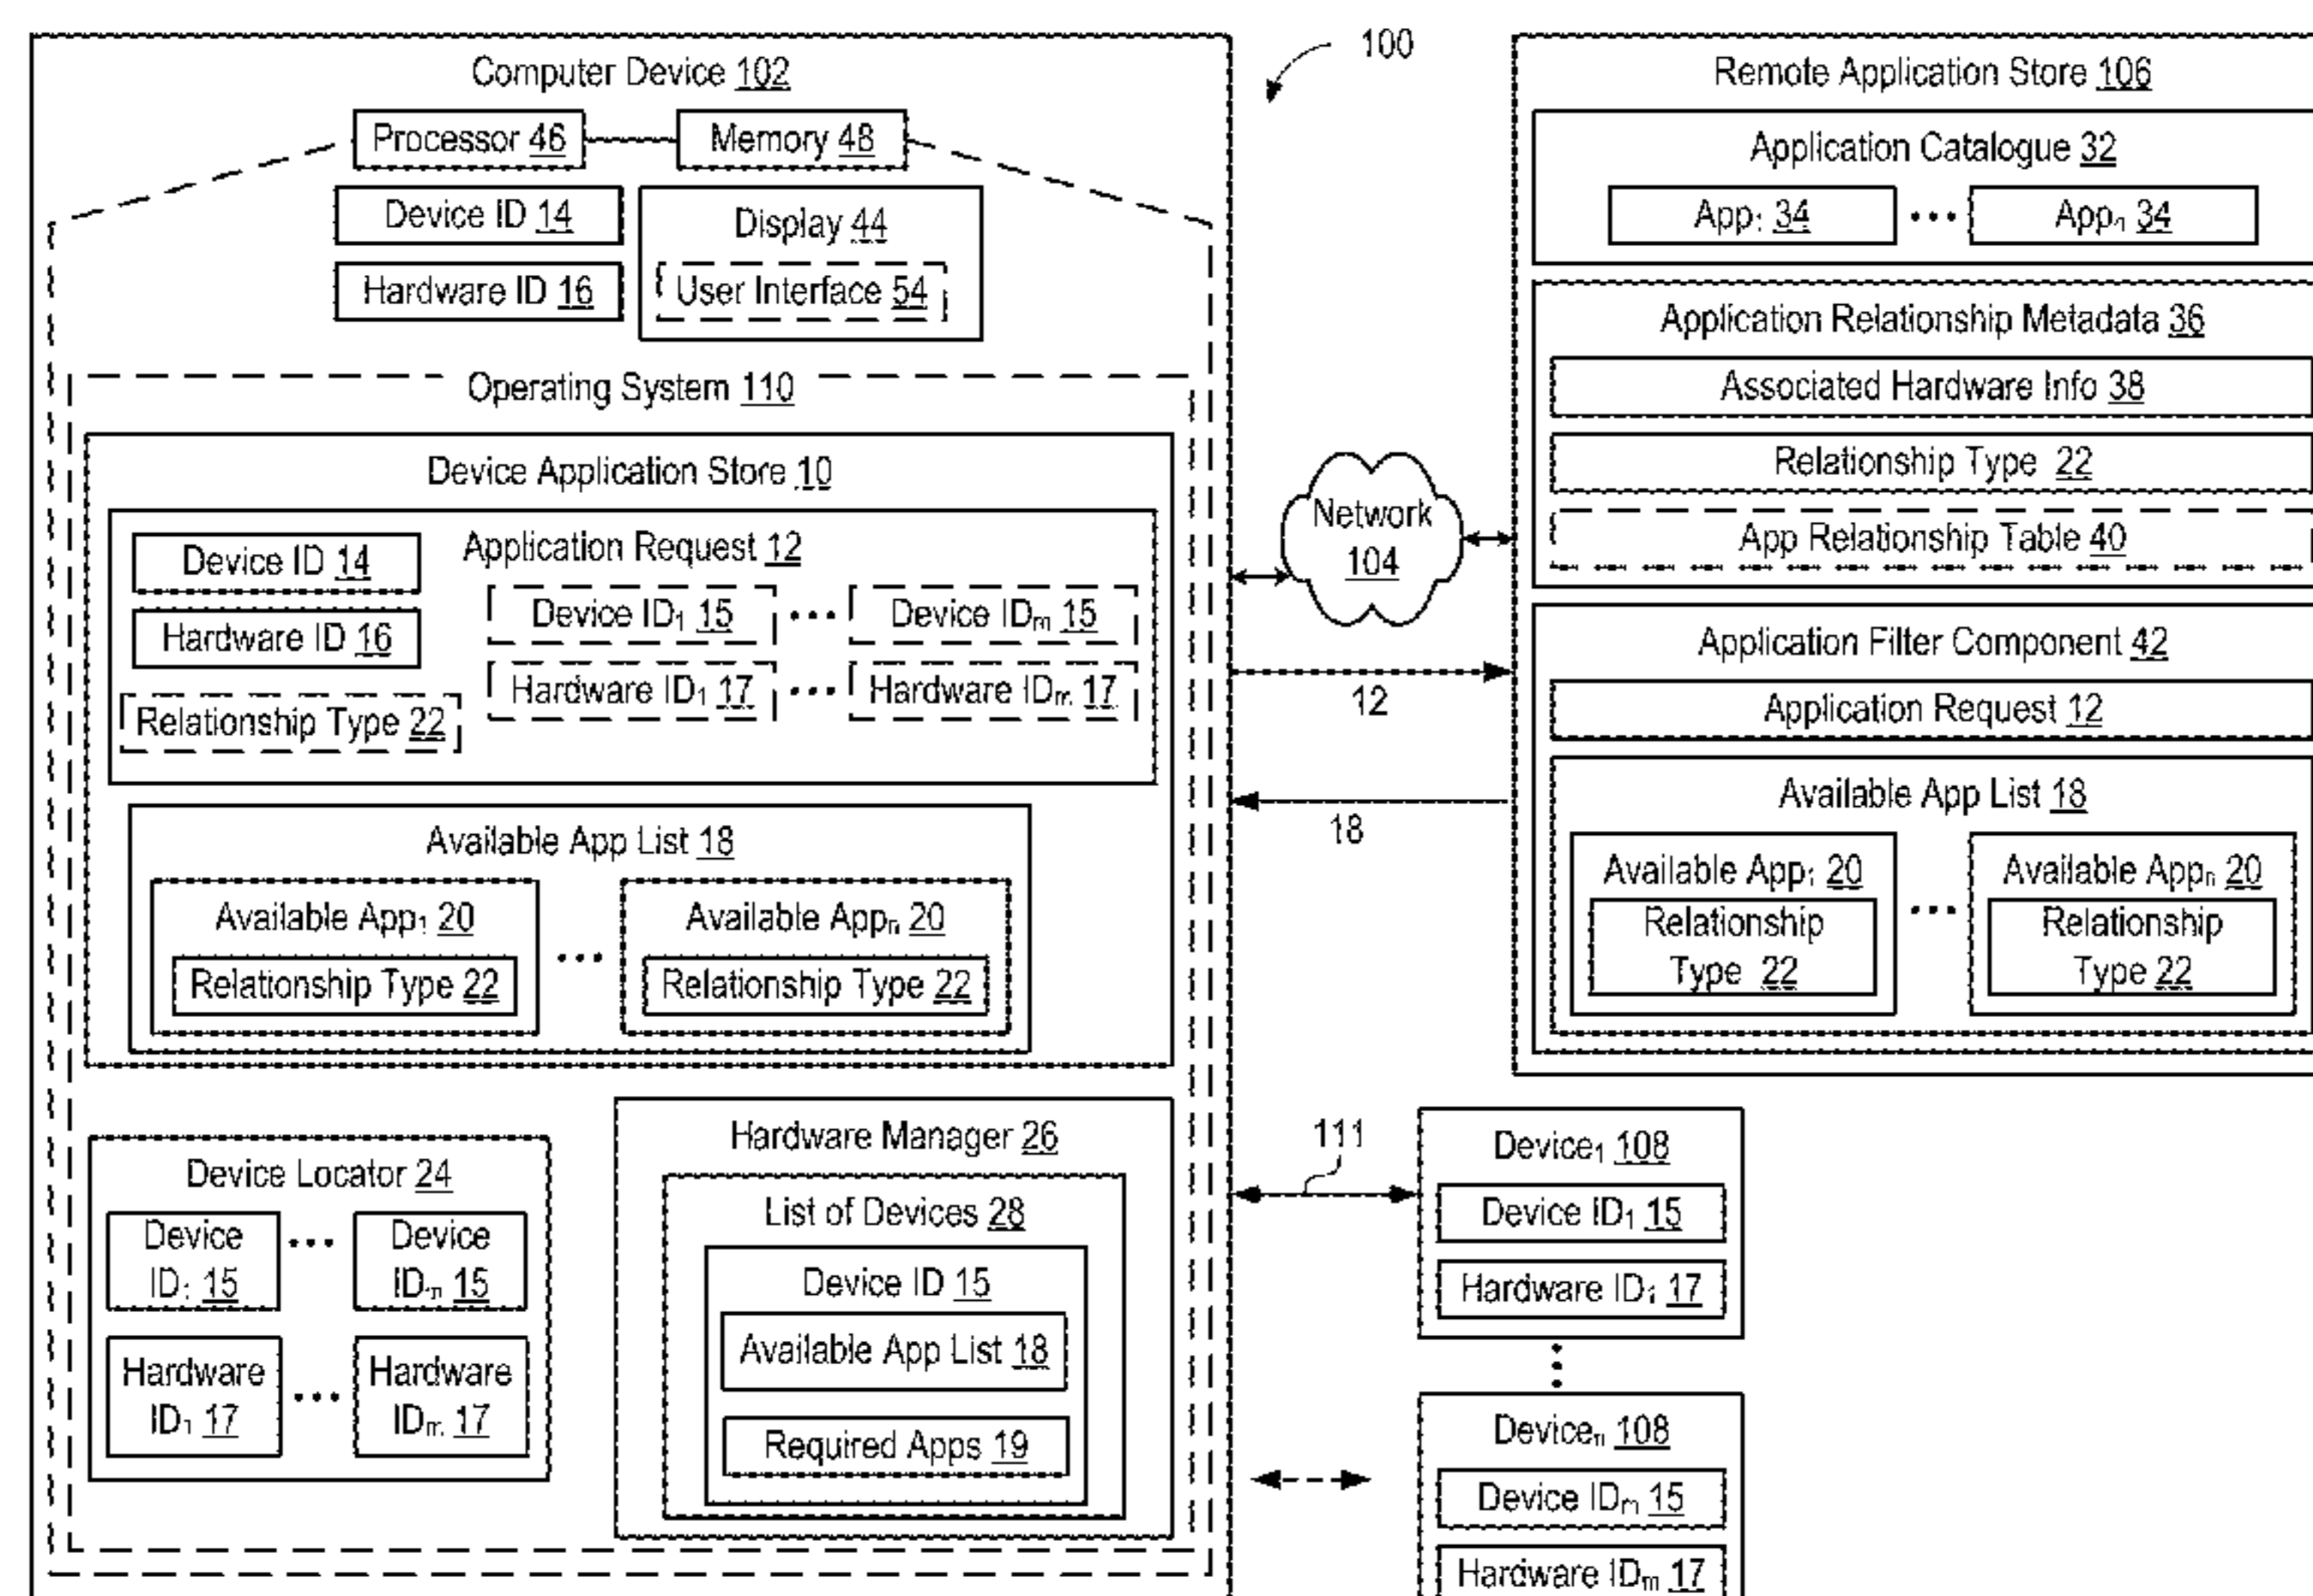 100
Computer Device 102
Processor 46
Memory 48
Device ID 14
Hardware ID 16
Display 44
User Interface 54
Operating System 110
Device Application Store 10
Application Request 12
Device ID 14
Hardware ID 16
Relationship Type 22
Device ID₁ 15 ••• Device IDₘ 15
Hardware ID₁ 17 ••• Hardware IDₘ 17
Available App List 18
Available App₁ 20
Relationship Type 22
•••
Available Appₙ 20
Relationship Type 22
Device Locator 24
Device
ID₁ 15
•••
Device
IDₘ 15
Hardware
ID₁ 17
•••
Hardware
IDₘ 17
Hardware Manager 26
List of Devices 28
Device ID 15
Available App List 18
Required Apps 19
Network
104
12
18
111
Remote Application Store 106
Application Catalogue 32
App₁ 34 ••• Appₙ 34
Application Relationship Metadata 36
Associated Hardware Info 38
Relationship Type 22
App Relationship Table 40
Application Filter Component 42
Application Request 12
Available App List 18
Available App₁ 20
Relationship
Type 22
•••
Available Appₙ 20
Relationship
Type 22
Device₁ 108
Device ID₁ 15
Hardware ID₁ 17
Deviceₙ 108
Device IDₘ 15
Hardware IDₘ 17